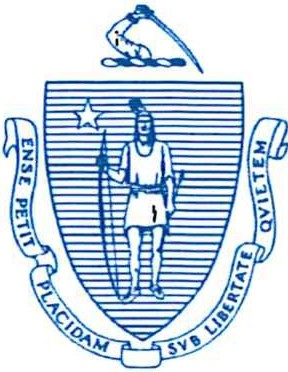 ENSE PETIT
PLACIDAM
SVB LIBERTATE
QVIETEM